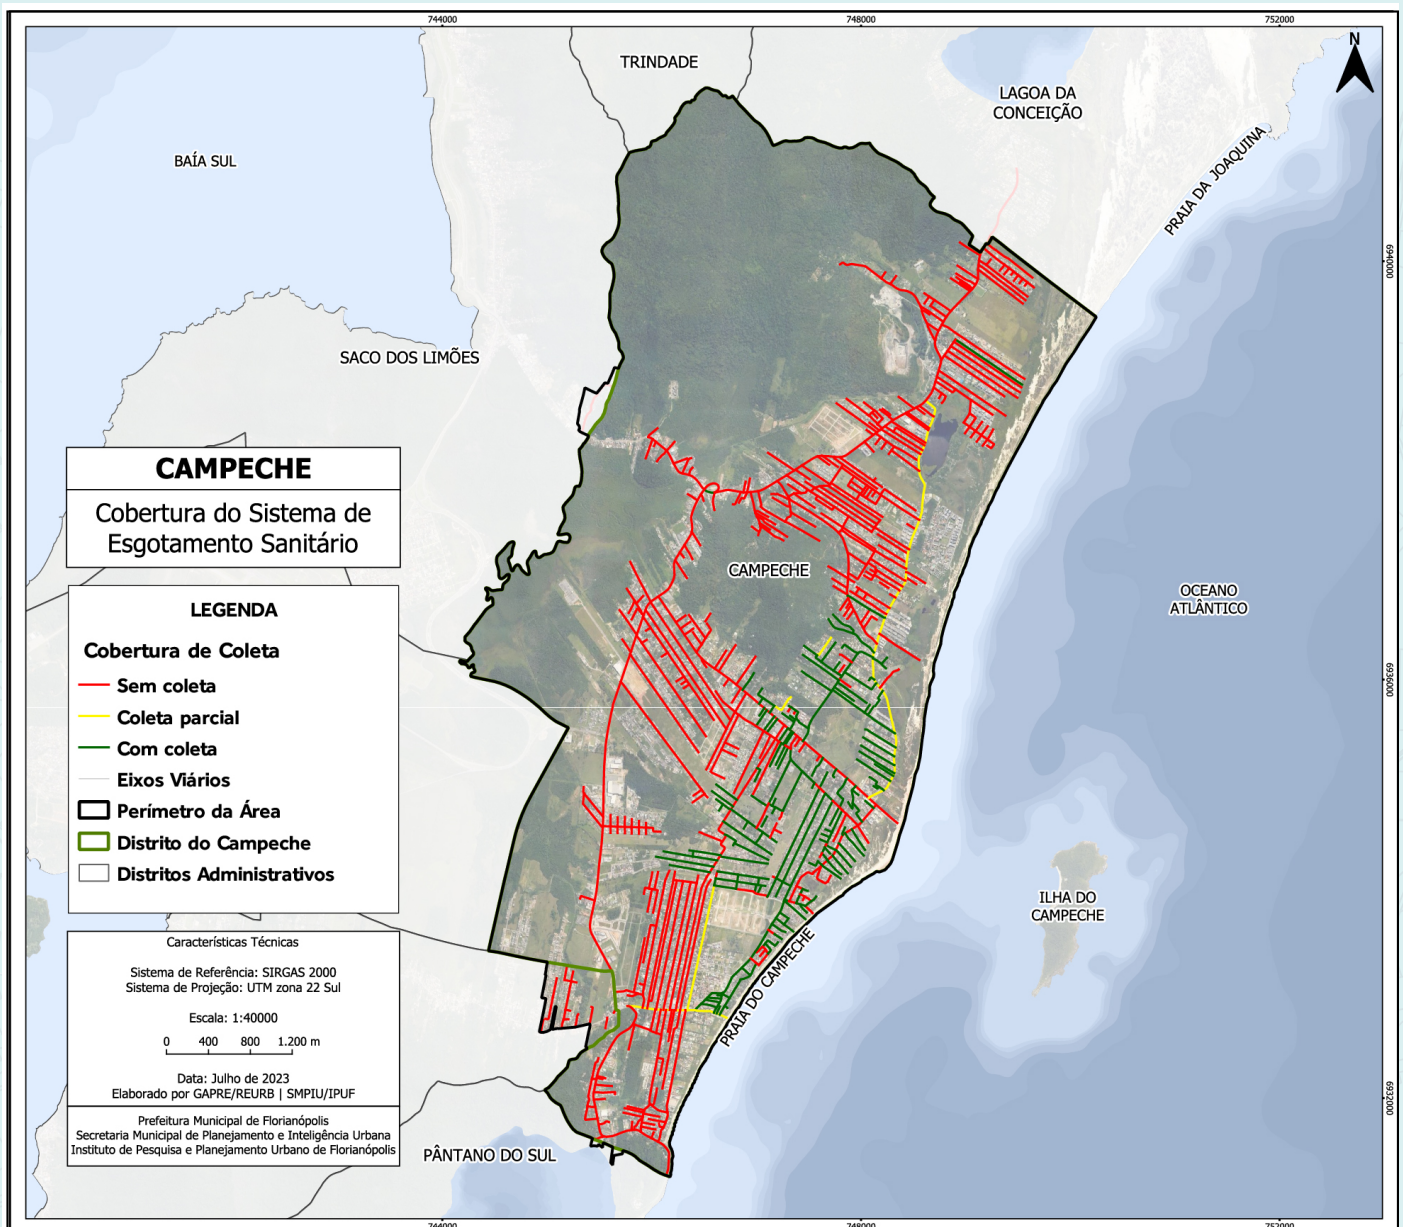 744000
748000
752000
N
TRINDADE
LAGOA DA
CONCEIÇÃO
PRAIA DA JOAQUINA
BAÍA SUL
6940000
SACO DOS LIMÕES
CAMPECHE
Cobertura do Sistema de
Esgotamento Sanitário
CAMPECHE
OCEANO
ATLÂNTICO
LEGENDA
Cobertura de Coleta
Sem coleta
Coleta parcial
Com coleta
Eixos Viários
Perímetro da Área
Distrito do Campeche
Distritos Administrativos
6936000
ILHA DO
CAMPECHE
PRAIA DO CAMPECHE
Características Técnicas
Sistema de Referência: SIRGAS 2000
Sistema de Projeção: UTM zona 22 Sul
Escala: 1:40000
0 400 800 1.200 m
Data: Julho de 2023
Elaborado por GAPRE/REURB | SMPIU/IPUF
Prefeitura Municipal de Florianópolis
Secretaria Municipal de Planejamento e Inteligência Urbana
Instituto de Pesquisa e Planejamento Urbano de Florianópolis
6932000
PÂNTANO DO SUL
744000
748000
752000